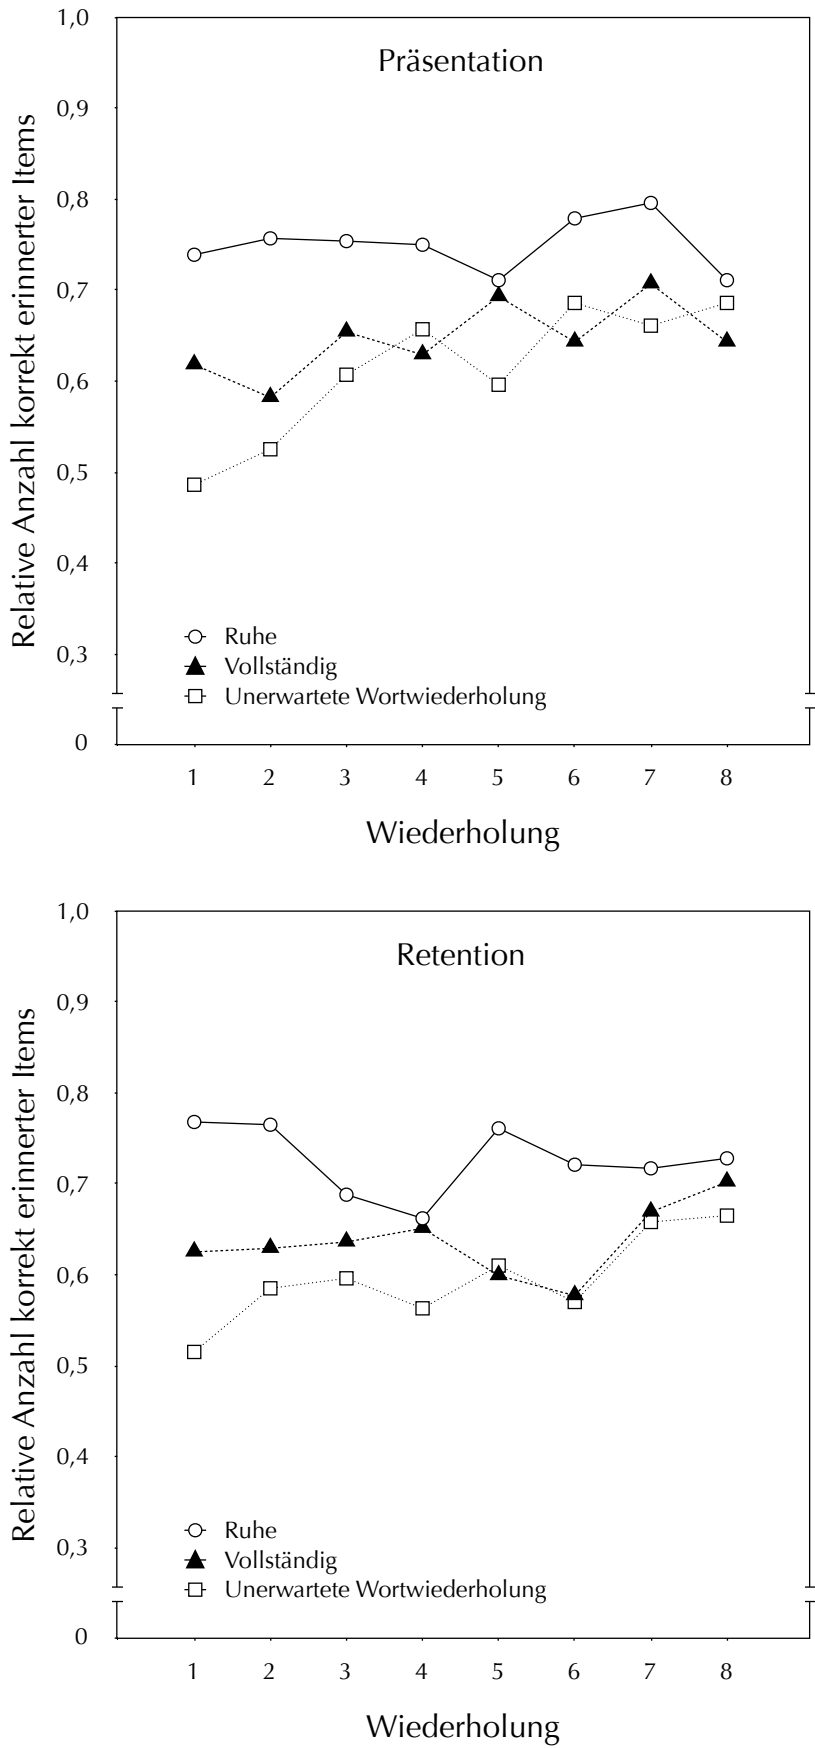 Präsentation
Relative Anzahl korrekt erinnerter Items
1,0
0,9
0,8
0,7
0,6
0,5
0,4
0,3
0
Ruhe
Vollständig
Unerwartete Wortwiederholung
1 2 3 4 5 6 7 8
Wiederholung
Retention
Relative Anzahl korrekt erinnerter Items
1,0
0,9
0,8
0,7
0,6
0,5
0,4
0,3
0
Ruhe
Vollständig
Unerwartete Wortwiederholung
1 2 3 4 5 6 7 8
Wiederholung